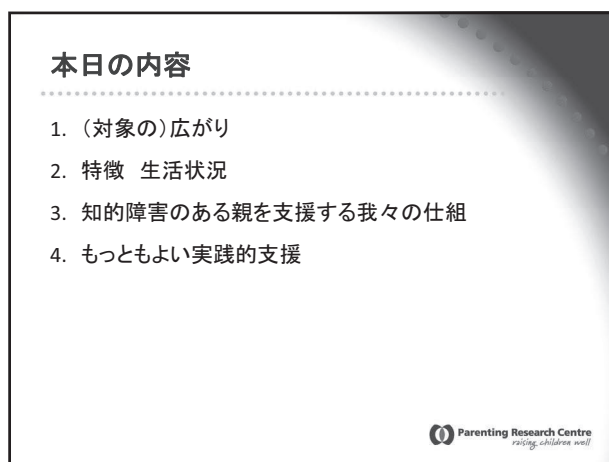 本日の内容
1. （対象の）広がり
2. 特徴　生活状況
3. 知的障害のある親を支援する我々の仕組
4. もっともよい実践的支援
Parenting Research Centre
raising children well